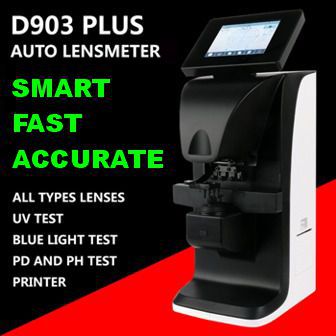 D903 PLUS
AUTO LENSMETER
SMART
FAST
ACCURATE
ALL TYPES LENSES
UV TEST
BLUE LIGHT TEST
PD AND PH TEST
PRINTER